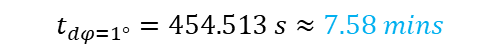 t_{dφ=1°} = 454.513 s ≈ 7.58 mins